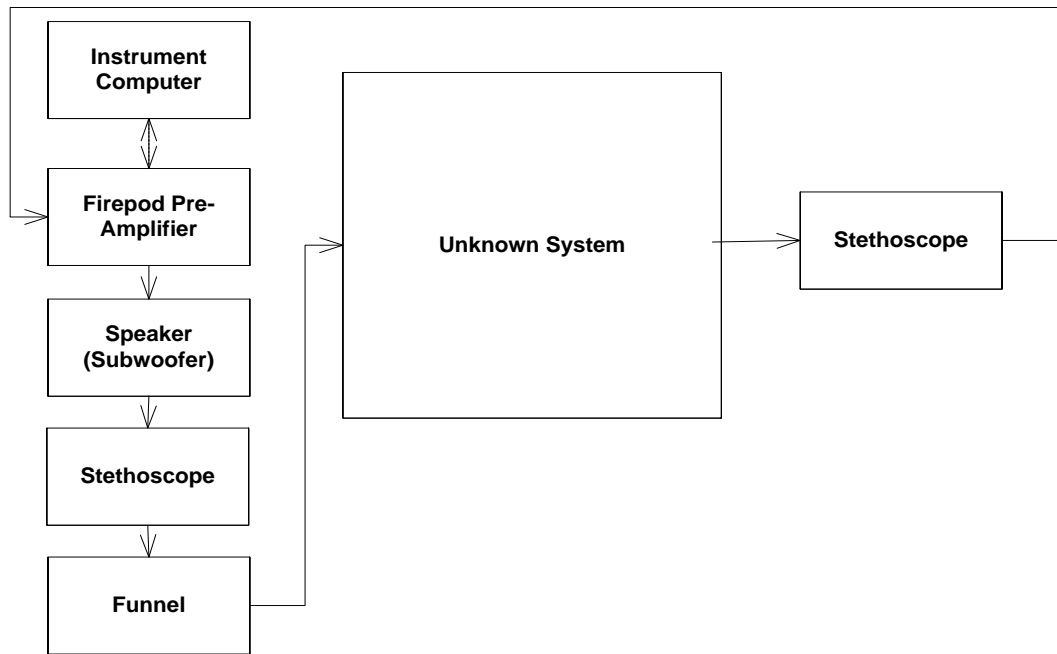 Instrument
Computer
Firepod Pre-
Amplifier
Speaker
(Subwoofer)
Stethoscope
Funnel
Unknown System
Stethoscope